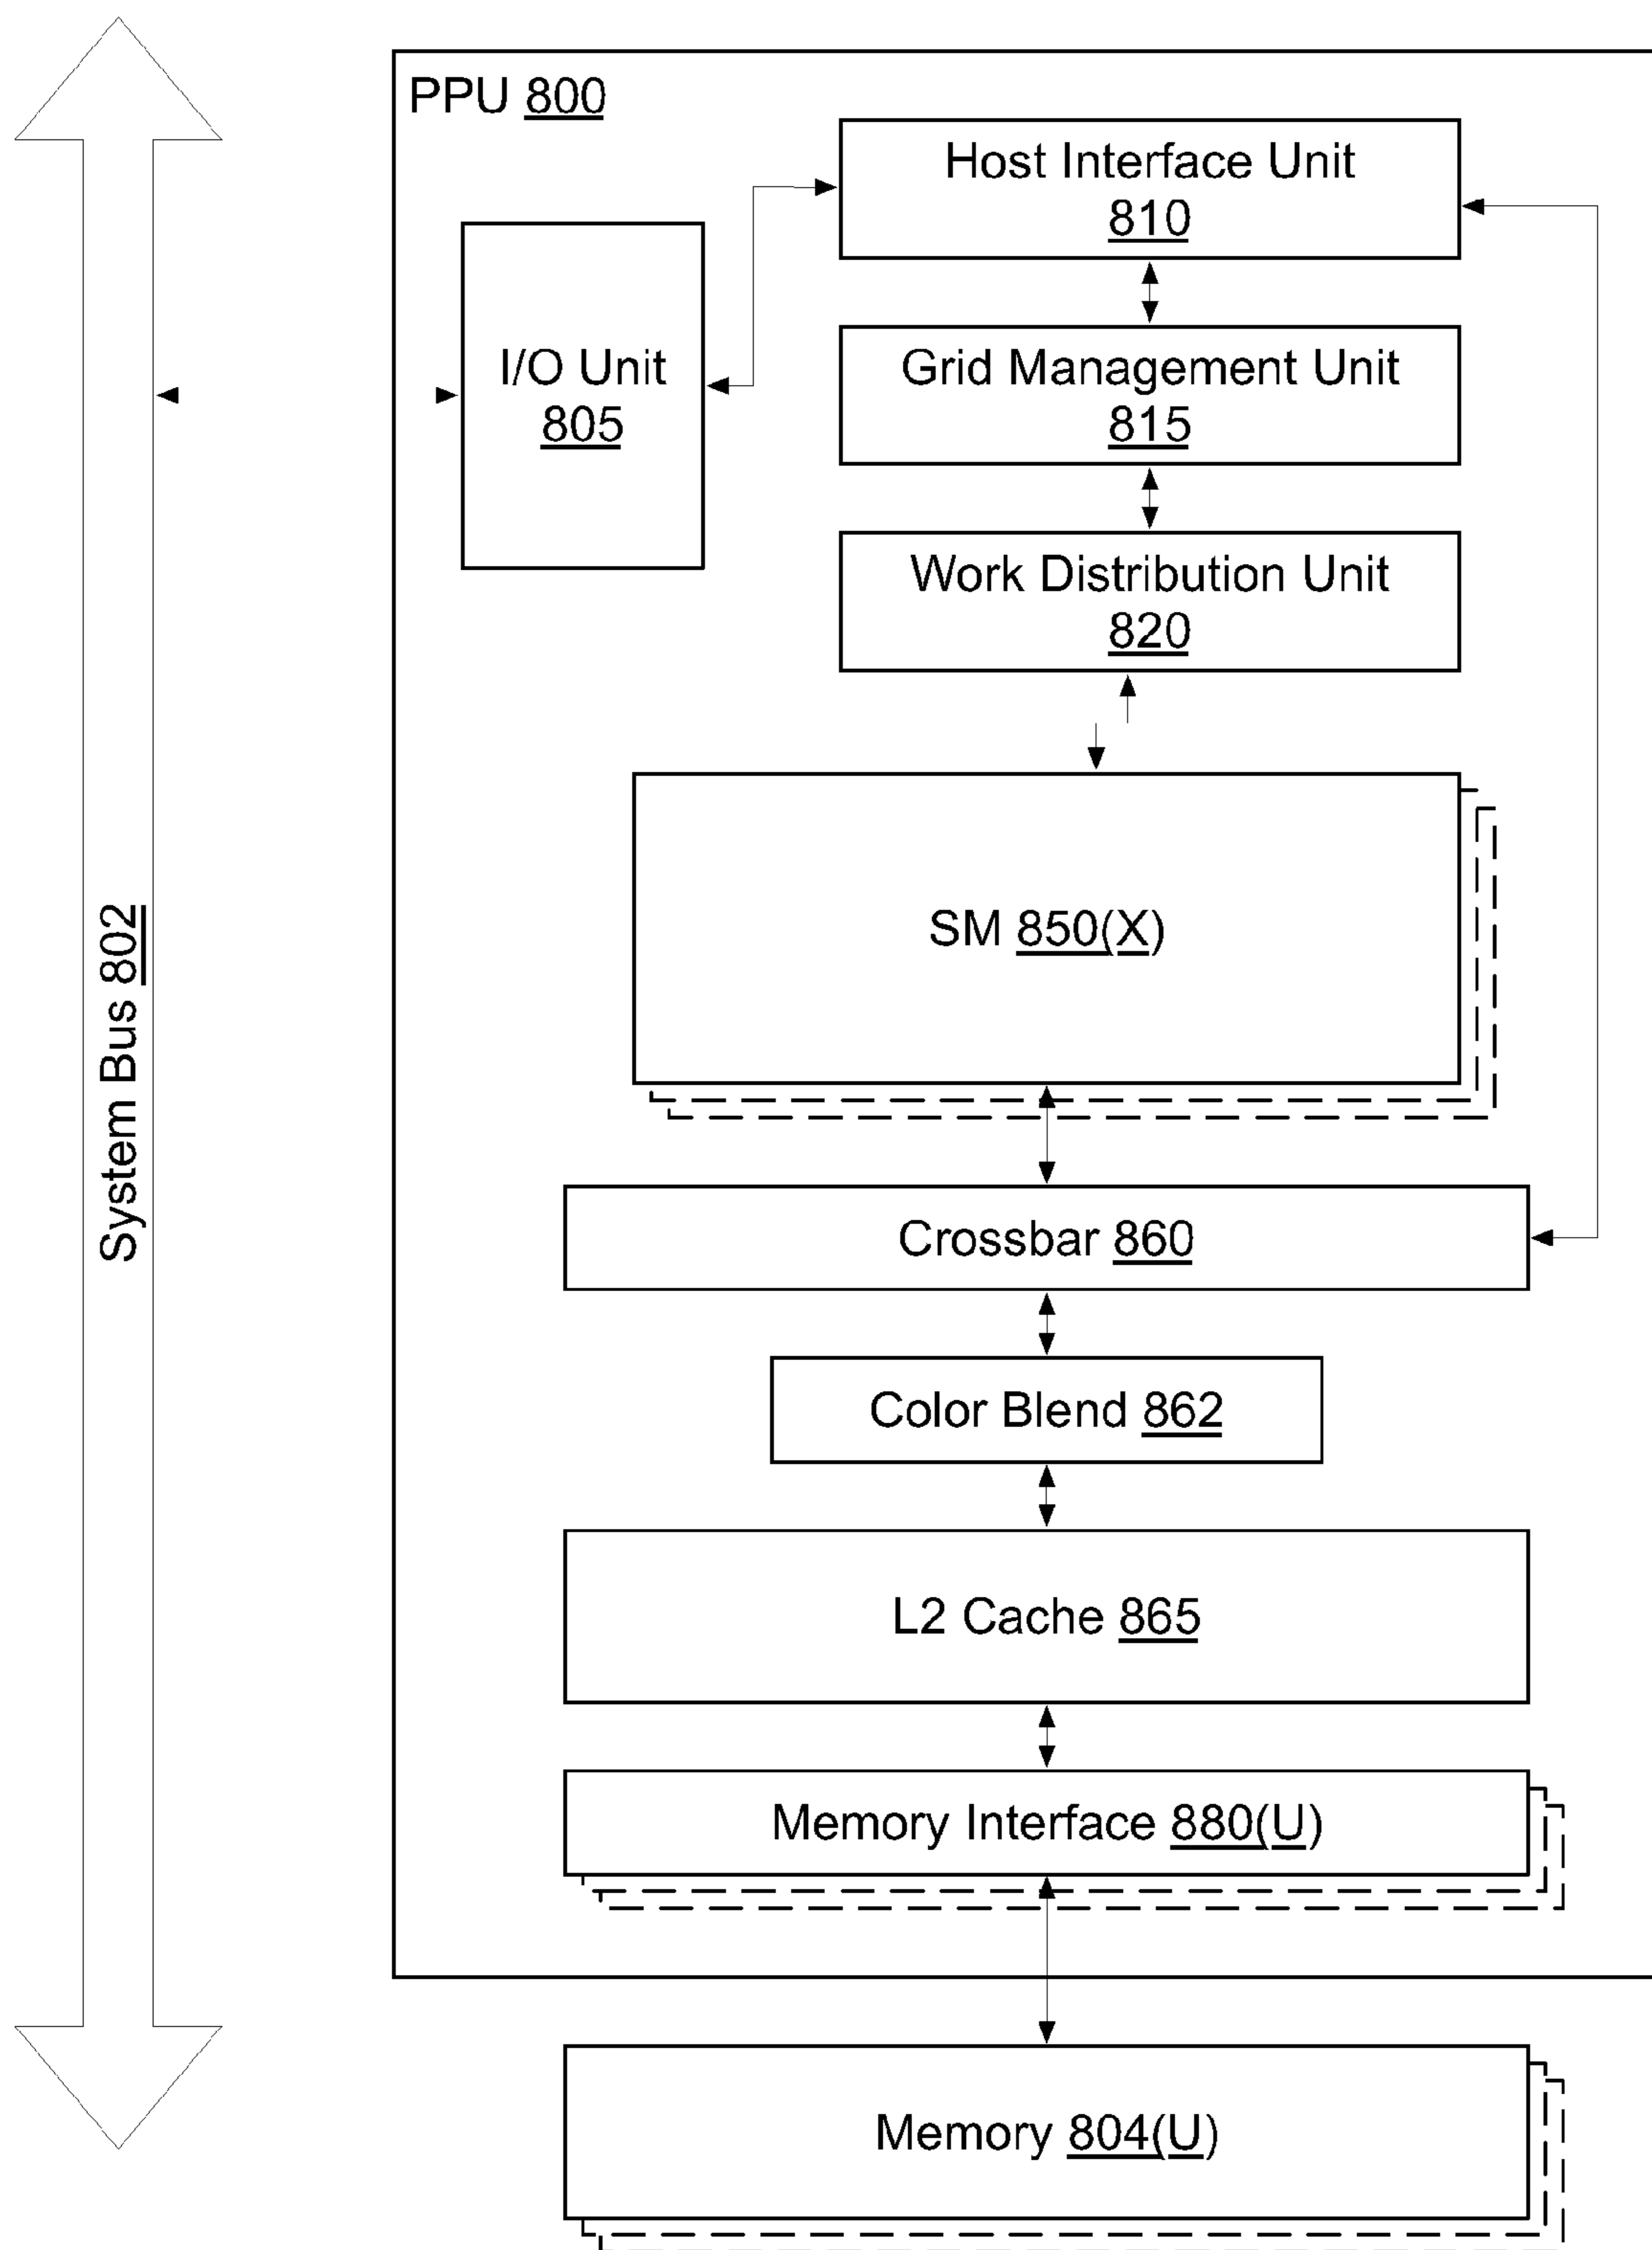 PPU 800
Host Interface Unit
810
I/O Unit
805
Grid Management Unit
815
Work Distribution Unit
820
System Bus 802
SM 850(X)
Crossbar 860
Color Blend 862
L2 Cache 865
Memory Interface 880(U)
Memory 804(U)